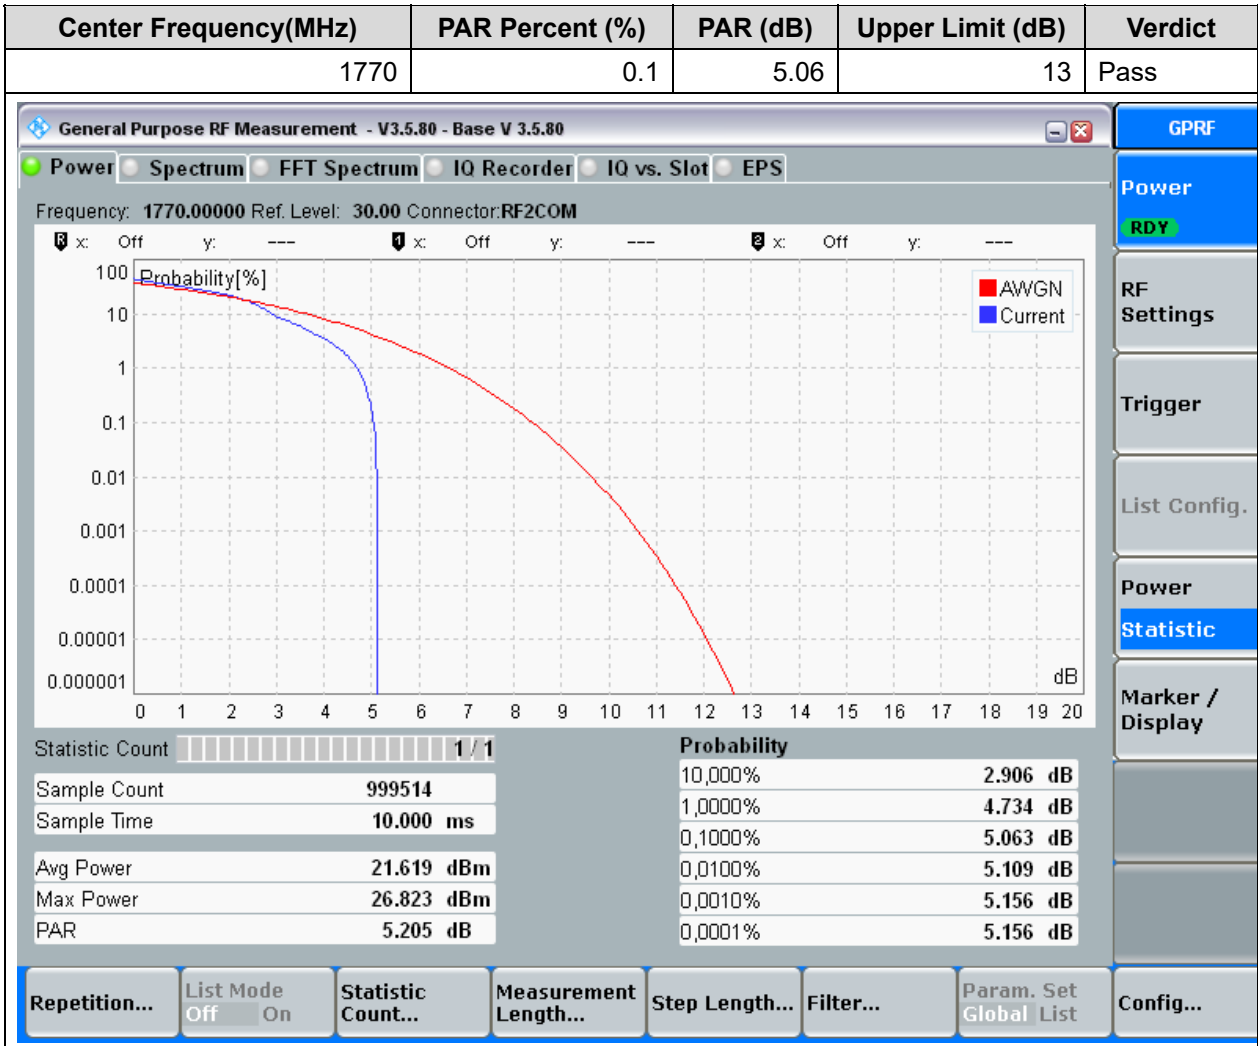 Center Frequency(MHz) PAR Percent (%) PAR (dB) Upper Limit (dB) Verdict
1770 0.1 5.06 13 Pass
General Purpose RF Measurement - V3.5.80 - Base V 3.5.80
GPRF
Power Spectrum FFT Spectrum IQ Recorder IQ vs. Slot EPS
Power
RDY
Frequency: 1770.00000 Ref. Level: 30.00 Connector:RF2COM
R x: Off y: --- 1 x: Off y: --- 2 x: Off y: ---
100 Probability[%]
AWGN
Current
10
1
0.1
0.01
0.001
0.0001
0.00001
0.000001
dB
0 1 2 3 4 5 6 7 8 9 10 11 12 13 14 15 16 17 18 19 20
RF
Settings
Trigger
List Config.
Power
Statistic
Marker /
Display
Statistic Count 1 / 1
Sample Count 999514
Sample Time 10.000 ms
Avg Power 21.619 dBm
Max Power 26.823 dBm
PAR 5.205 dB
Probability
10,000% 2.906 dB
1,0000% 4.734 dB
0,1000% 5.063 dB
0,0100% 5.109 dB
0,0010% 5.156 dB
0,0001% 5.156 dB
Repetition...
List Mode
Off On
Statistic
Count...
Measurement
Length...
Step Length...
Filter...
Param. Set
Global List
Config...